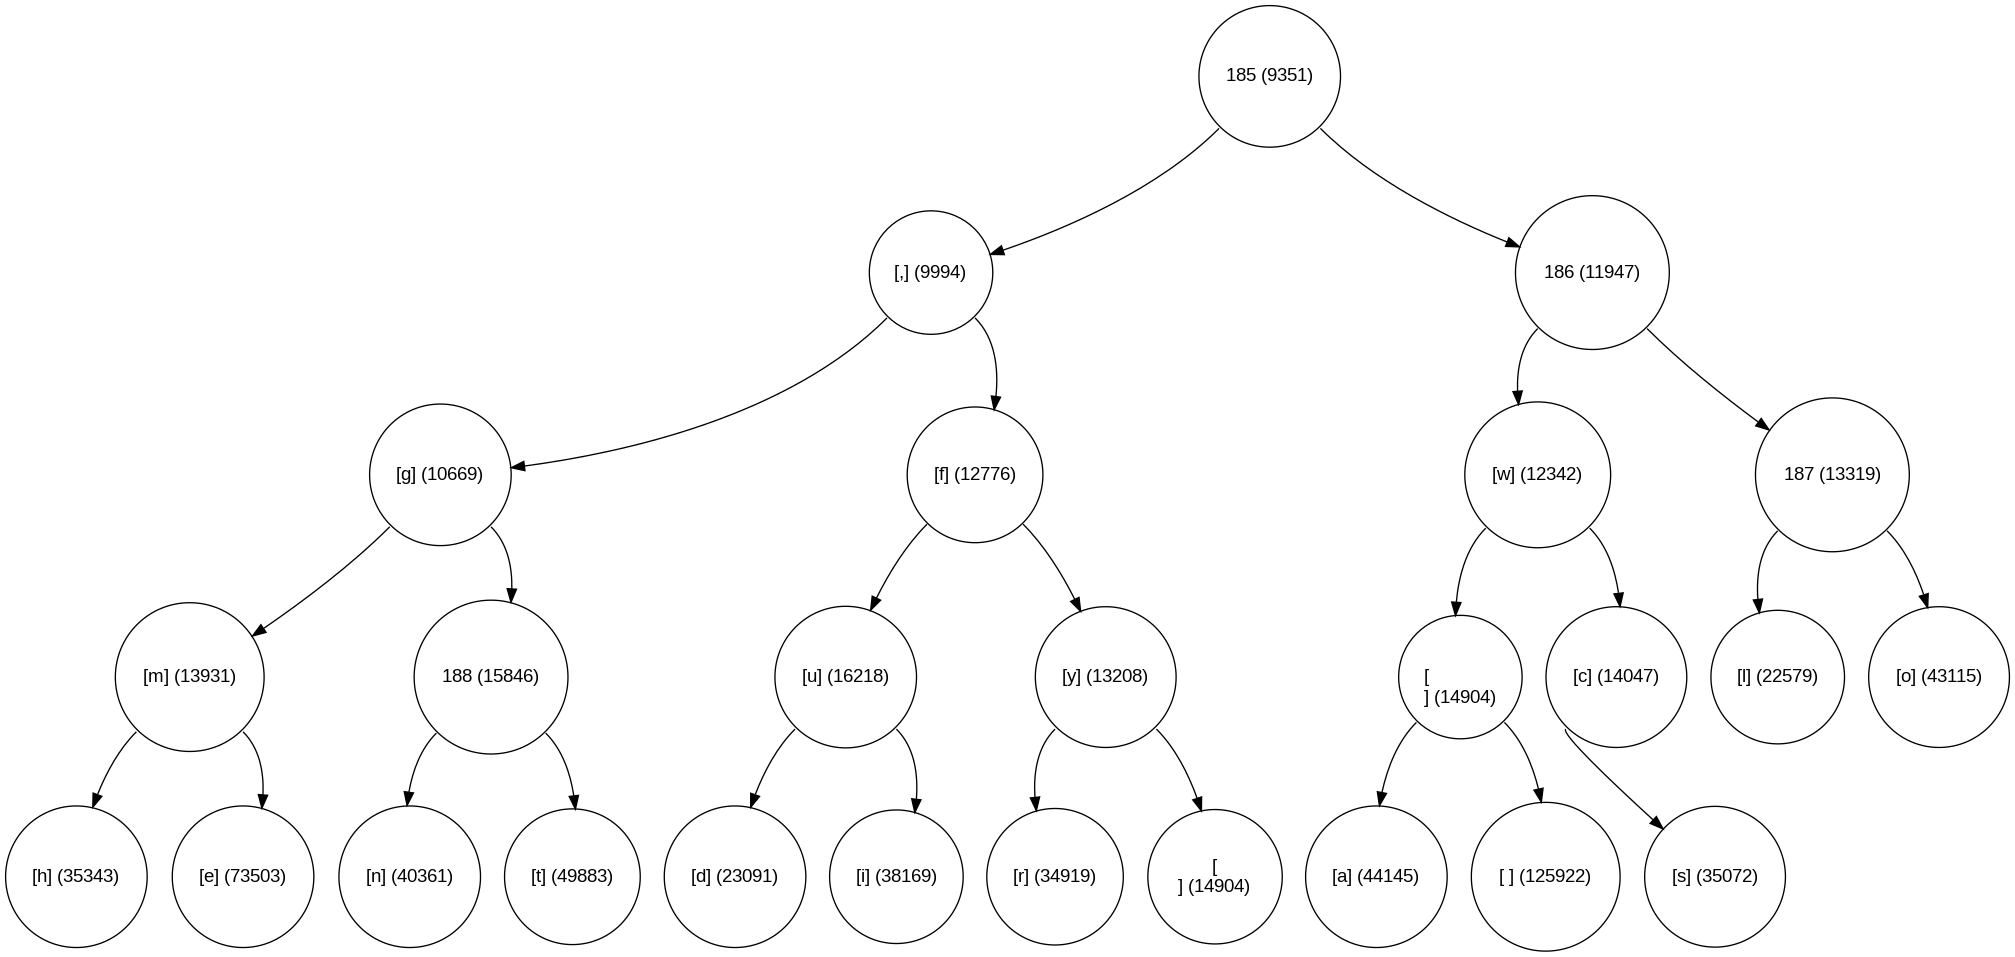 185 (9351)
[,] (9994)
186 (11947)
[g] (10669)
[f] (12776)
[w] (12342)
187 (13319)
[m] (13931)
188 (15846)
[u] (16218)
[y] (13208)
[
] (14904)
[c] (14047)
[l] (22579)
[o] (43115)
[h] (35343)
[e] (73503)
[n] (40361)
[t] (49883)
[d] (23091)
[i] (38169)
[r] (34919)
[
] (14904)
[a] (44145)
[ ] (125922)
[s] (35072)